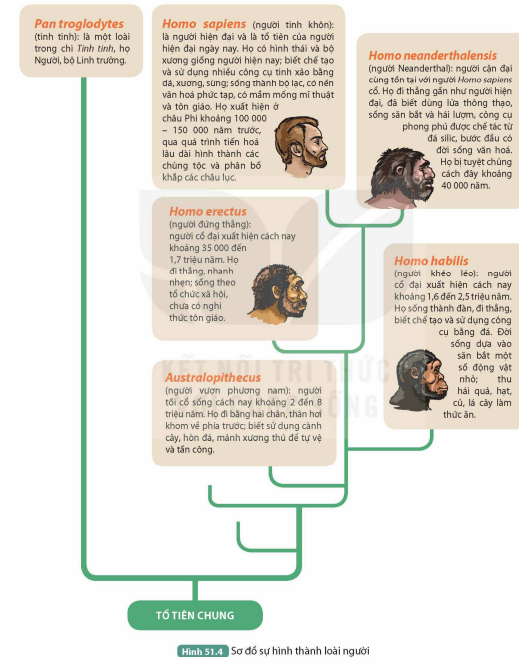 Pan troglodytes
(tinh tinh): là một loài
trong chi Tinh tinh, họ
Người, bộ Linh trưởng.
Homo sapiens (người tinh khôn):
là người hiện đại và là tổ tiên của người
hiện đại ngày nay. Họ có hình thái và bộ
xương giống người hiện nay; biết chế tạo
và sử dụng nhiều công cụ tinh xảo bằng
đá, xương, sừng; sống thành bộ lạc, có nền
văn hoá phức tạp, có mầm mống mĩ thuật
và tôn giáo. Họ xuất hiện ở
châu Phi khoảng 100 000
– 150 000 năm trước,
qua quá trình tiến hoá
lâu dài hình thành các
chủng tộc và phân bố
khắp các châu lục.
Homo neanderthalensis
(người Neanderthal): người cận đại
cùng tồn tại với người Homo sapiens
cổ. Họ đi thẳng gần như người hiện
đại, đã biết dùng lửa thông thạo,
sống săn bắt và hái lượm, công cụ
phong phú được chế tác từ
đá silic, bước đầu có
đời sống văn hoá.
Họ bị tuyệt chủng
cách đây khoảng
40 000 năm.
Homo erectus
(người đứng thẳng):
người cổ đại xuất hiện cách nay
khoảng 35 000 đến
1,7 triệu năm. Họ
đi thẳng, nhanh
nhẹn; sống theo
tổ chức xã hội,
chưa có nghi
thức tôn giáo.
Homo habilis
(người khéo léo): người
cổ đại xuất hiện cách nay
khoảng 1,6 đến 2,5 triệu năm.
Họ sống thành đàn, đi thẳng,
biết chế tạo và sử dụng công
cụ bằng đá. Đời
sống dựa vào
săn bắt một
số động vật
nhỏ; thu
hái quả, hạt,
củ, lá cây làm
thức ăn.
Australopithecus
(người vượn phương nam): người
tối cổ sống cách nay khoảng 2 đến 8
triệu năm. Họ đi bằng hai chân, thân hơi
khom về phía trước; biết sử dụng cành
cây, hòn đá, mảnh xương thú để tự vệ
và tấn công.
KẾT NỐI TRI THỨC
TỔ TIÊN CHUNG
Hình 51.4 Sơ đồ sự hình thành loài người